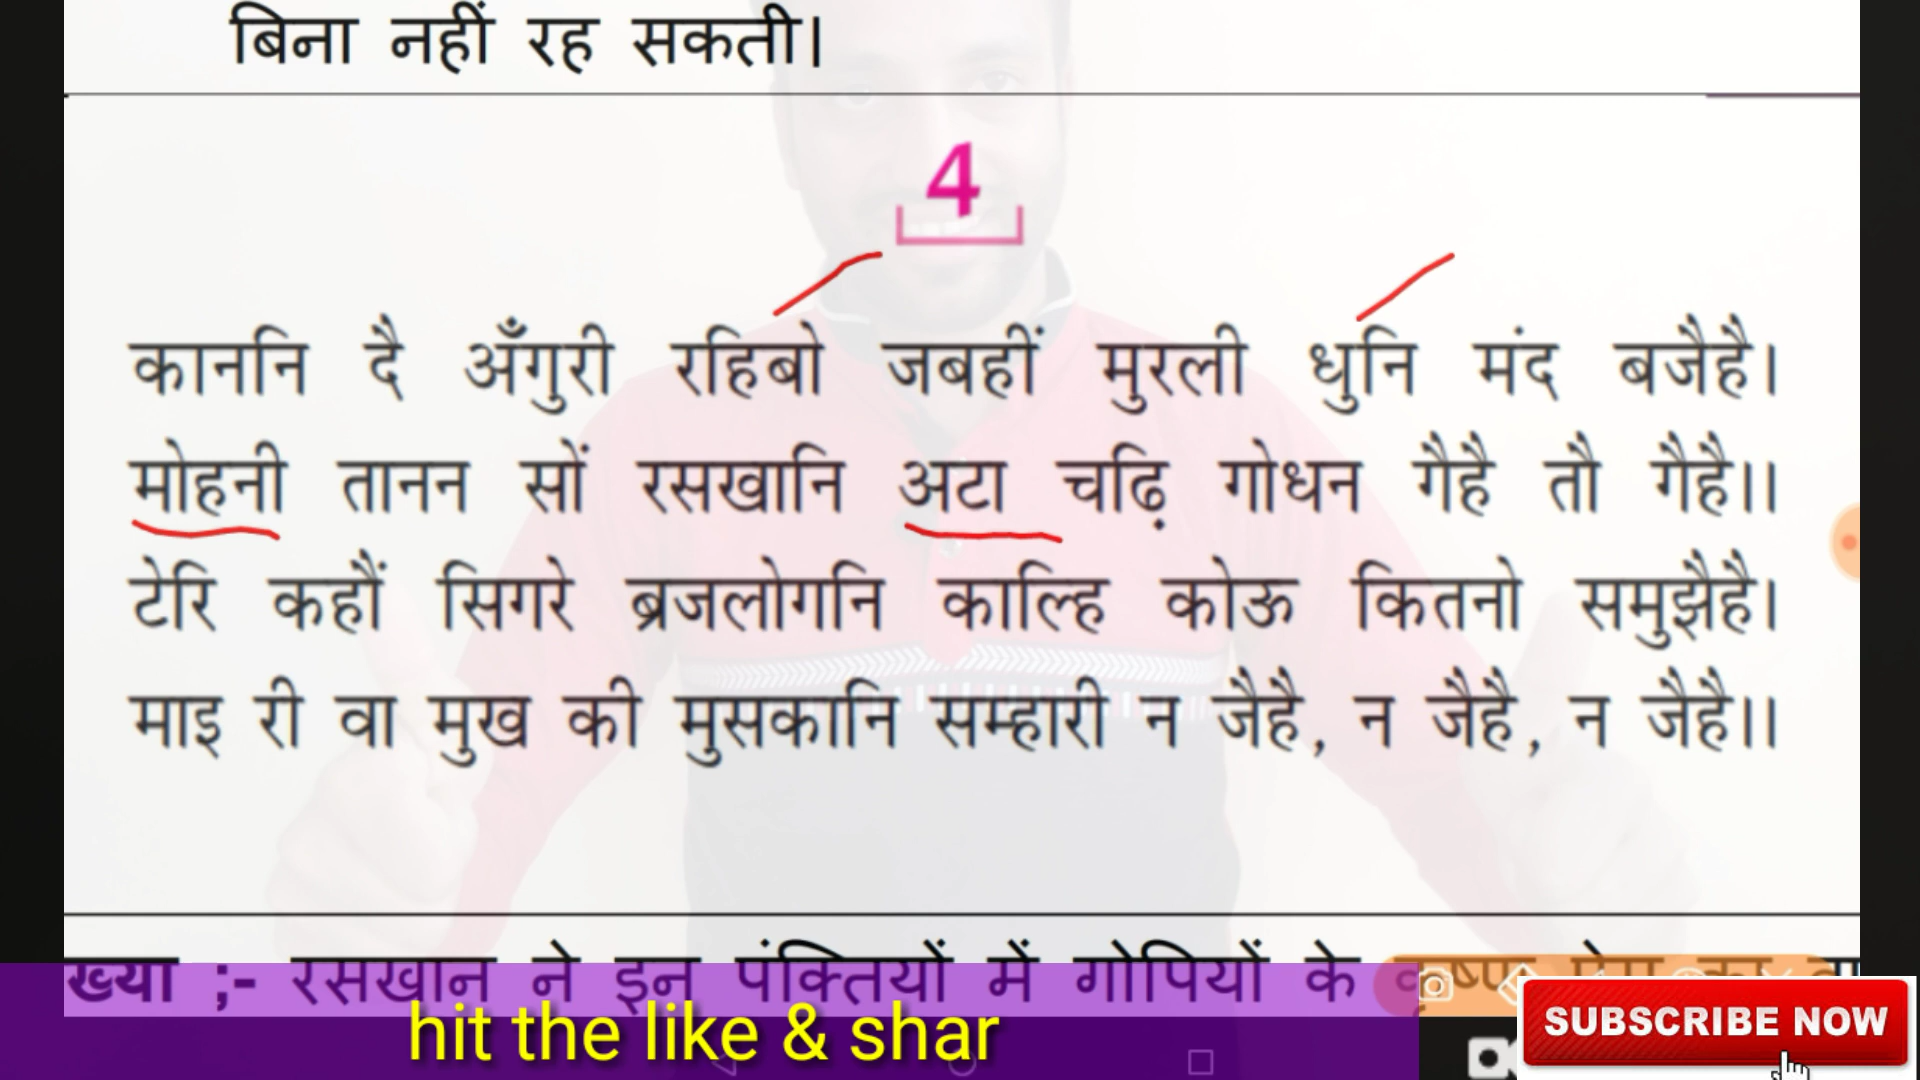 बिना नहीं रह सकती।
4
काननि दै अँगुरी रहिबो जबहीं मुरली धुनि मंद बजैहै।
मोहनी तानन सों रसखानि अटा चढ़ि गोधन गैहै तौ गैहै।।
टेरि कहौं सिगरे ब्रजलोगनि काल्हि कोऊ कितनो समुझैहै।
माइ री वा मुख की मुसकानि सम्हारी न जैहै, न जैहै, न जैहै।।
ख्या ;- रसखान ने इन पंक्तियों में गोपियों के कृष्ण प्रेम का
hit the like & shar
SUBSCRIBE NOW